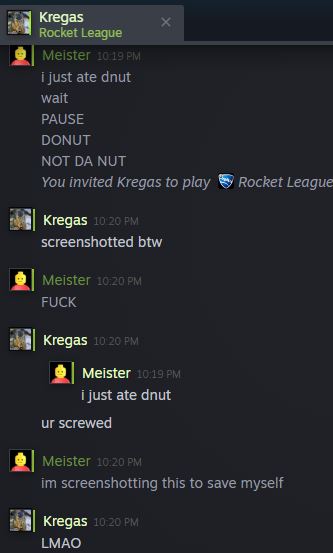 Kregas
Rocket League
Meister 10:19 PM
i just ate dnut
wait
PAUSE
DONUT
NOT DA NUT
You invited Kregas to play Rocket League
Kregas 10:20 PM
screenshotted btw
Meister 10:20 PM
FUCK
Kregas 10:20 PM
Meister 10:19 PM
i just ate dnut
ur screwed
Meister 10:20 PM
im screenshotting this to save myself
Kregas 10:20 PM
LMAO